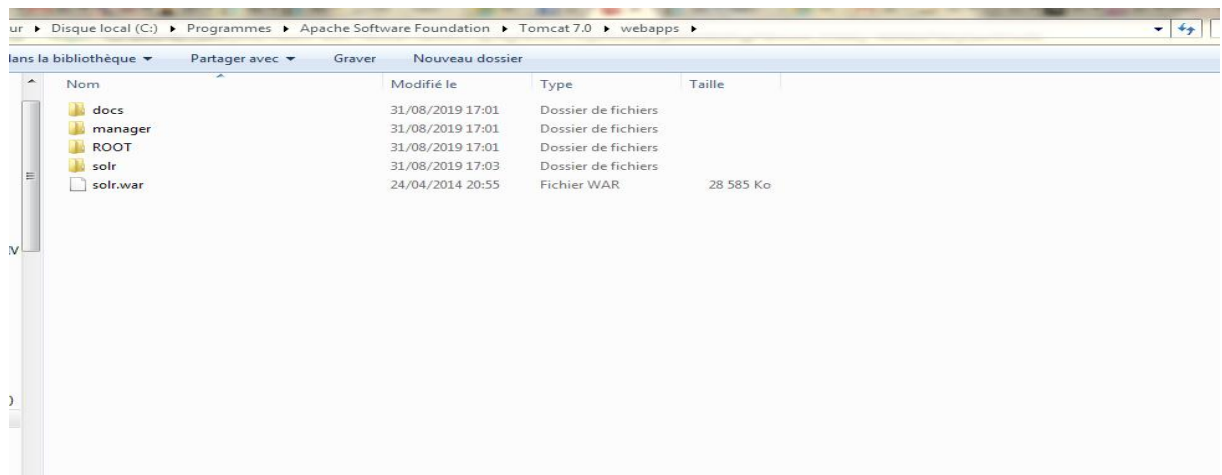 ur ▸ Disque local (C:) ▸ Programmes ▸ Apache Software Foundation ▸ Tomcat 7.0 ▸ webapps ▸
dans la bibliothèque ▾ Partager avec ▾ Graver Nouveau dossier
Nom Modifié le Type Taille
docs 31/08/2019 17:01 Dossier de fichiers
manager 31/08/2019 17:01 Dossier de fichiers
ROOT 31/08/2019 17:01 Dossier de fichiers
solr 31/08/2019 17:03 Dossier de fichiers
solr.war 24/04/2014 20:55 Fichier WAR 28 585 Ko